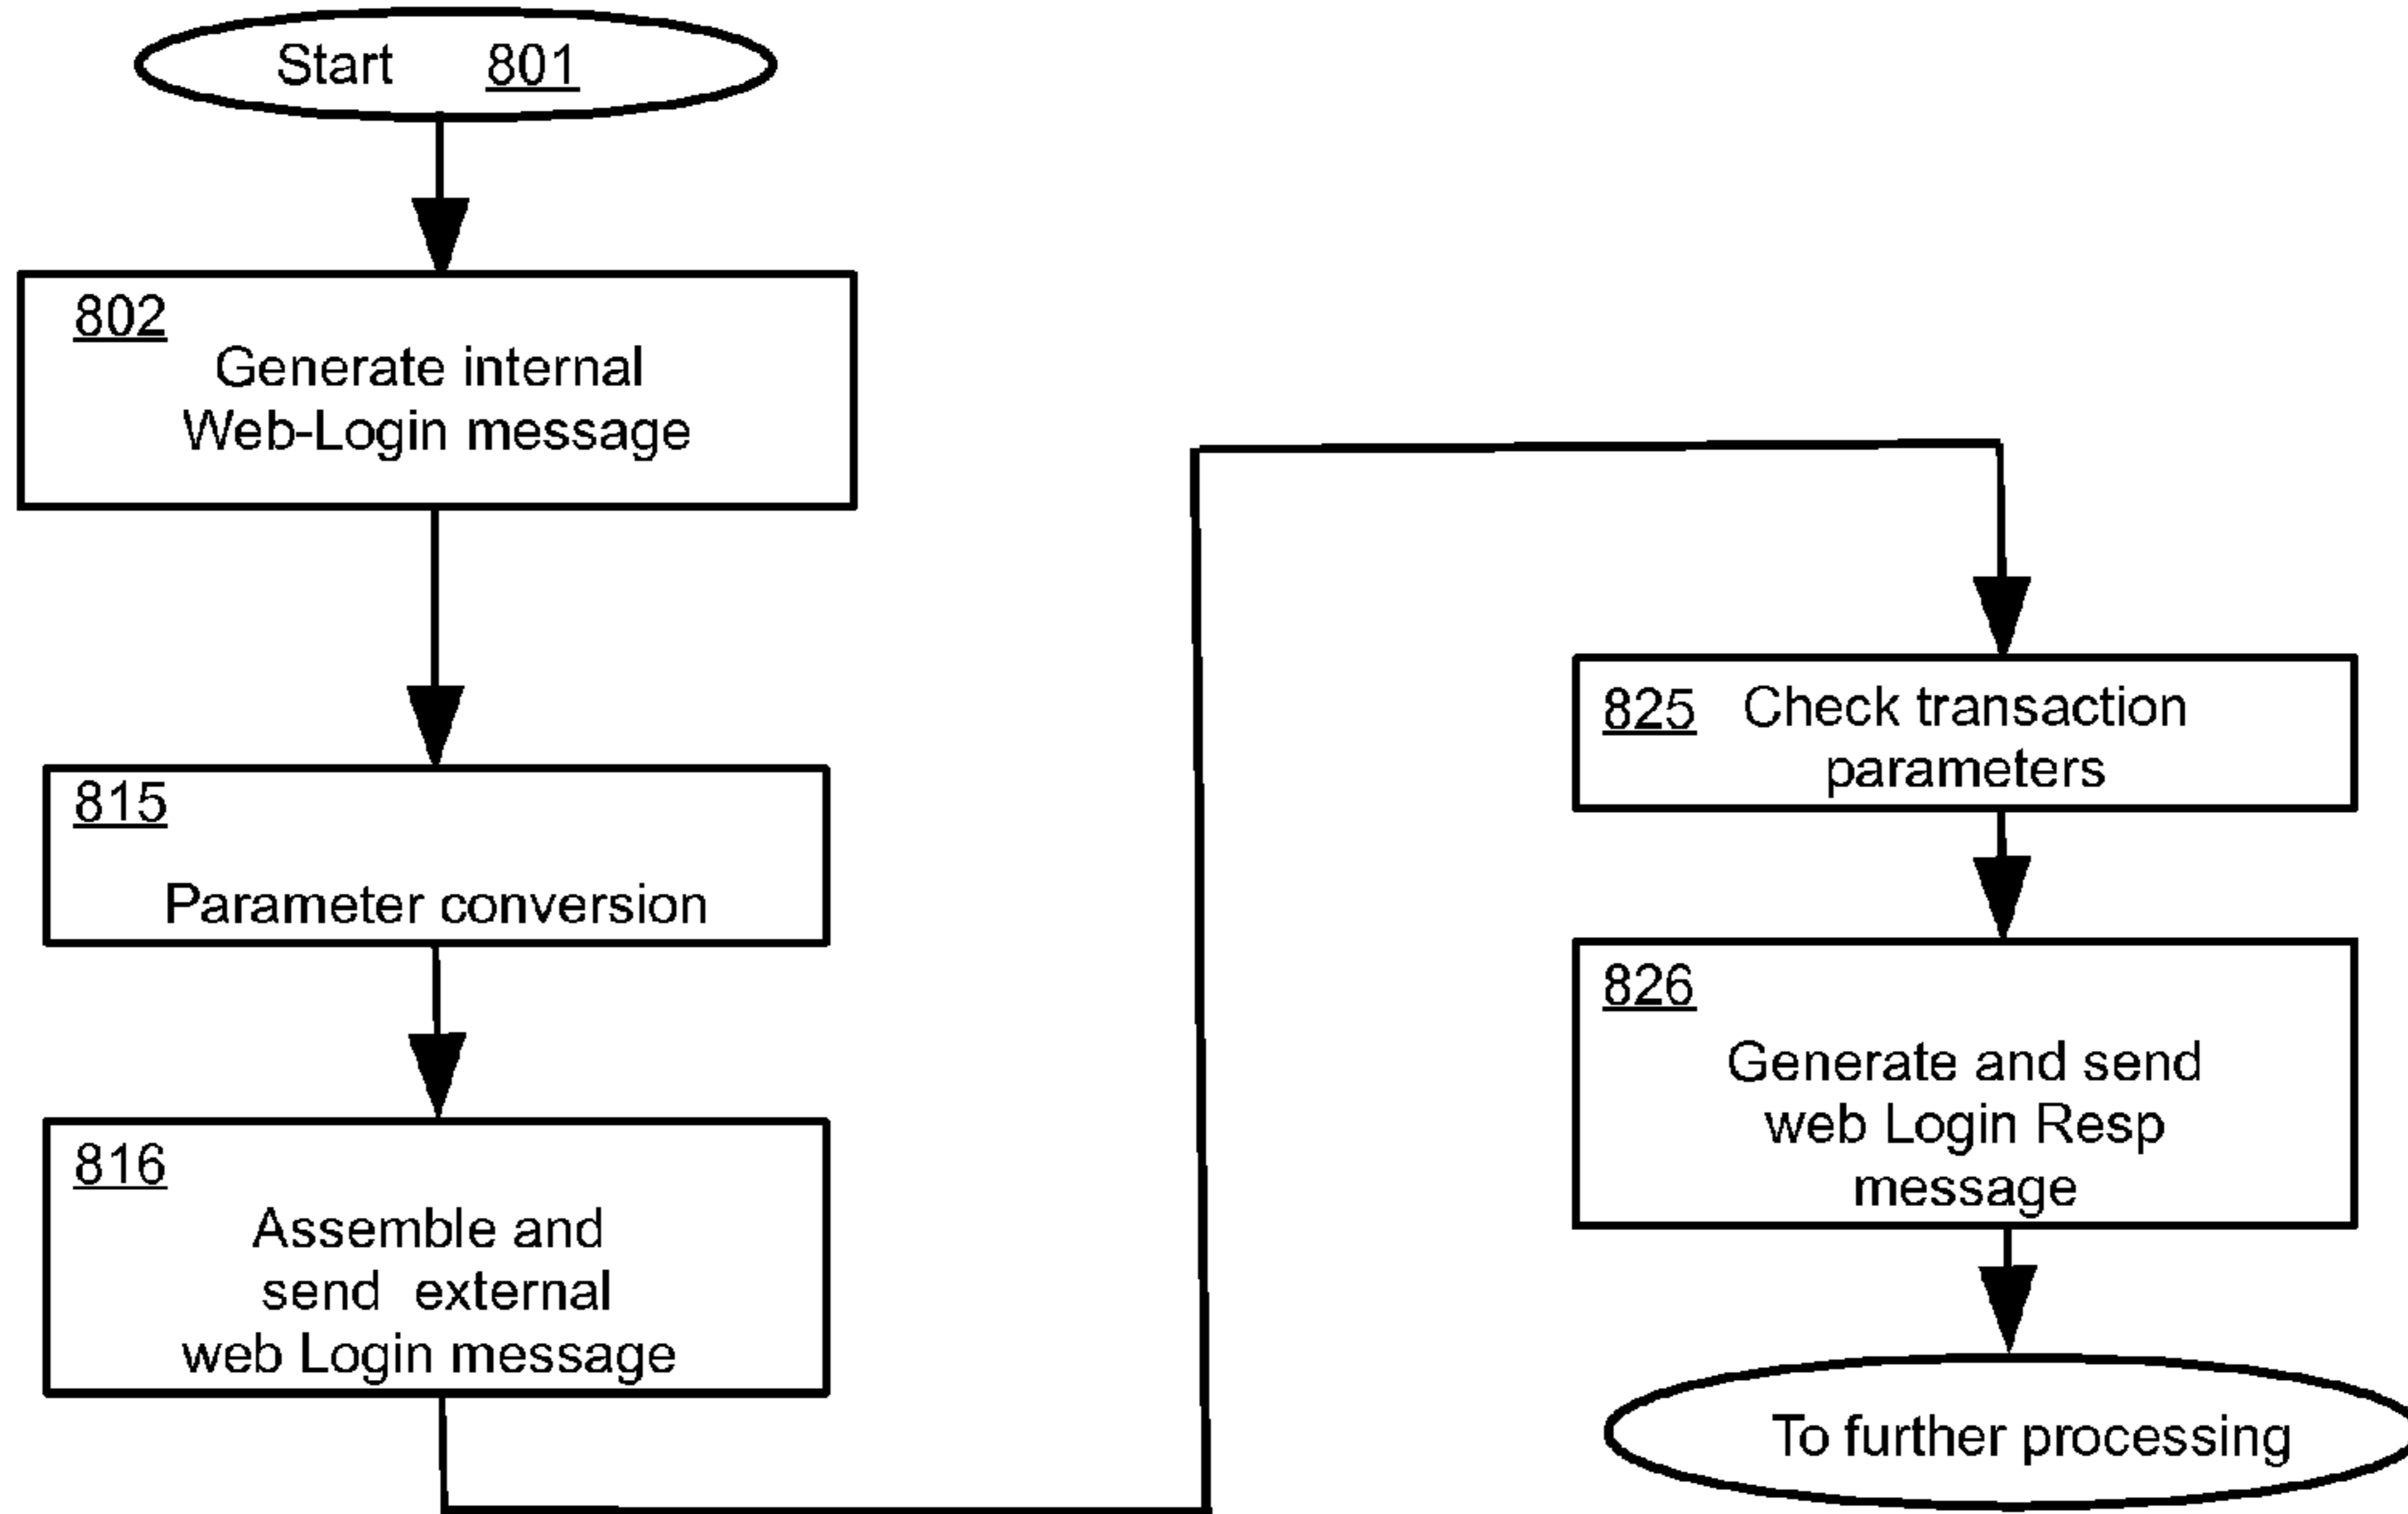 Start 801
802
Generate internal
Web-Login message
815
Parameter conversion
816
Assemble and
send external
web Login message
825 Check transaction
parameters
826
Generate and send
web Login Resp
message
To further processing